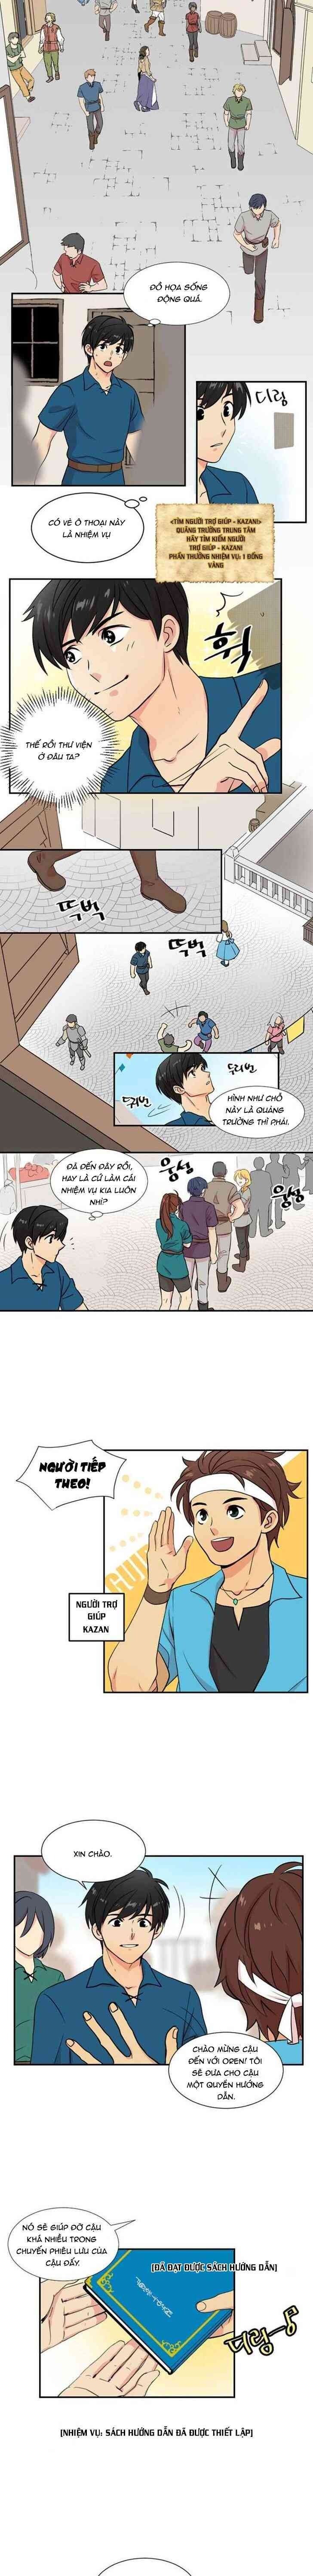 ĐỒ HỌA SỐNG
ĐỘNG QUÁ.
디링
CÓ VẺ Ô THOẠI NÀY
LÀ NHIỆM VỤ
<TÌM NGƯỜI TRỢ GIÚP - KAZAN!>
QUẢNG TRƯỜNG TRUNG TÂM
HÃY TÌM KIẾM NGƯỜI
TRỢ GIÚP - KAZAN!
PHẦN THƯỞNG NHIỆM VỤ: 1 ĐỒNG
VÀNG
휙
THẾ RỒI THƯ VIỆN
Ở ĐÂU TA?
뚜벅
뚜벅
두리번
두리번
HÌNH NHƯ CHỖ
NÀY LÀ QUẢNG
TRƯỜNG THÌ PHẢI.
ĐÃ ĐẾN ĐÂY RỒI,
HAY LÀ CỨ LÀM CÁI
NHIỆM VỤ KIA LUÔN
NHỈ?
웅성
웅성
NGƯỜI TIẾP
THEO!
NGƯỜI TRỢ
GIÚP
KAZAN
XIN CHÀO.
CHÀO MỪNG CẬU
ĐẾN VỚI OREN! TÔI
SẼ ĐƯA CHO CẬU
MỘT QUYỂN HƯỚNG
DẪN.
NÓ SẼ GIÚP ĐỠ CẬU
KHÁ NHIỀU TRONG
CHUYẾN PHIÊU LƯU CỦA
CẬU ĐẤY.
[ĐÃ ĐẠT ĐƯỢC SÁCH HƯỚNG DẪN]
디링~♪
[NHIỆM VỤ: SÁCH HƯỚNG DẪN ĐÃ ĐƯỢC THIẾT LẬP]